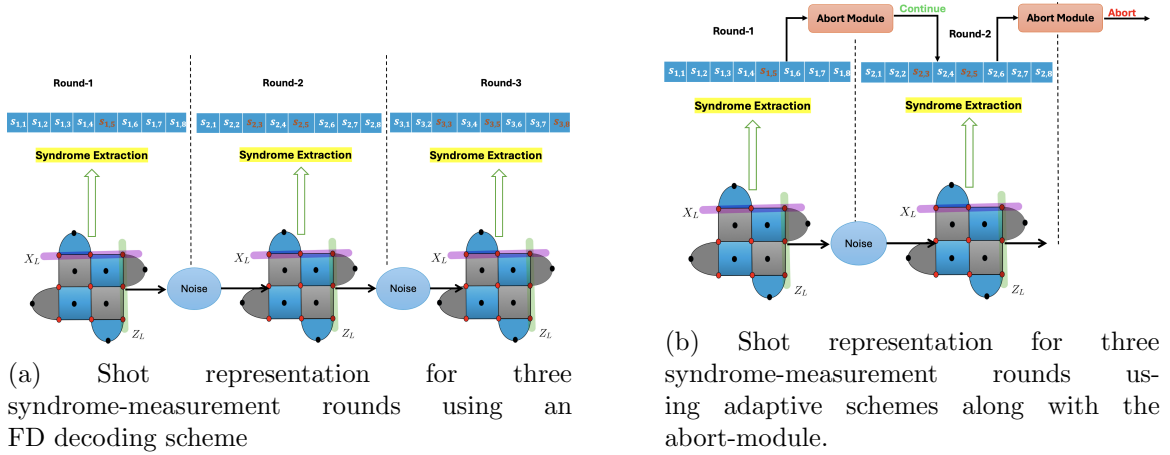 Round-1
Round-2
Round-3
s1,1 s1,2 s1,3 s1,4 s1,5 s1,6 s1,7 s1,8
s2,1 s2,2 s2,3 s2,4 s2,5 s2,6 s2,7 s2,8
s3,1 s3,2 s3,4 s3,6 s3,7 s3,8
Syndrome Extraction
Syndrome Extraction
Syndrome Extraction
XL
ZL
Noise
XL
Noise
XL
ZL
(a) Shot representation for three
syndrome-measurement rounds using an
FD decoding scheme
Round-1
Abort Module
Continue
Round-2
Abort Module
Abort
s1,1 s1,2 s1,3 s1,4 s1,5 s1,6 s1,7 s1,8
s2,1 s2,2 s2,3 s2,4 s2,5 s2,6 s2,7 s2,8
Syndrome Extraction
Syndrome Extraction
XL
ZL
Noise
XL
ZL
(b) Shot representation for three
syndrome-measurement rounds us-
ing adaptive schemes along with the
abort-module.